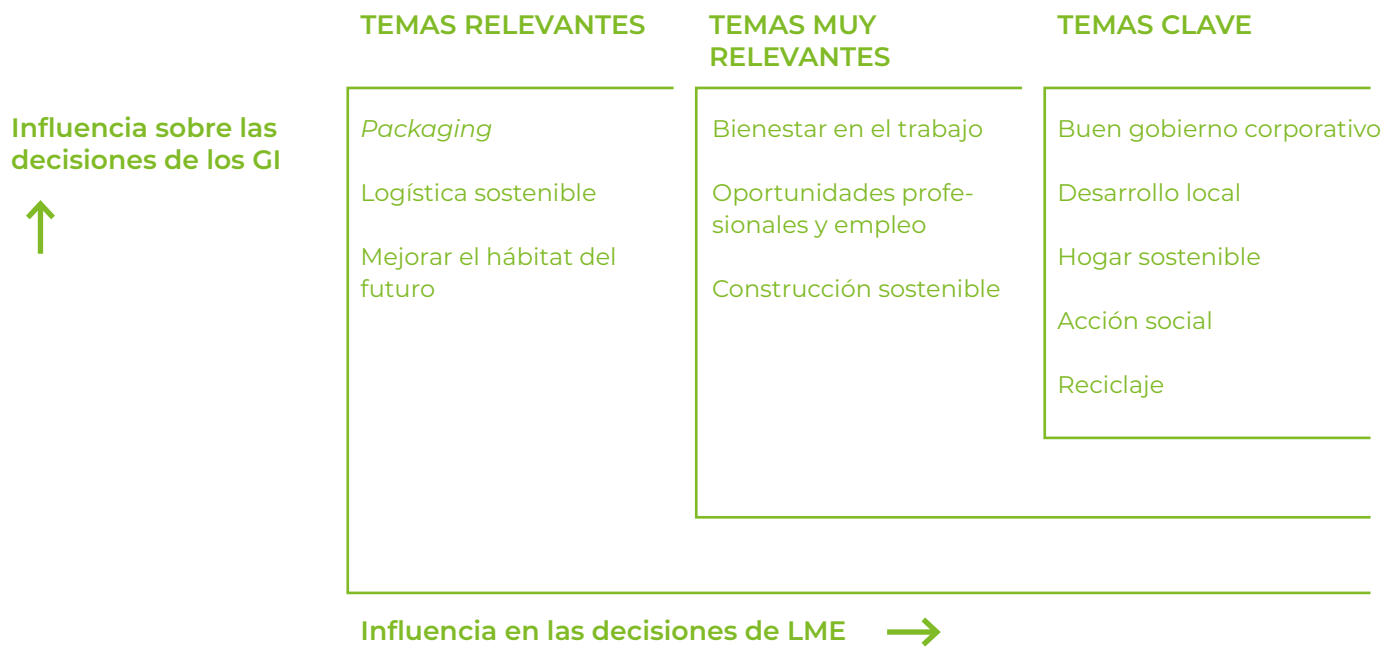 TEMAS RELEVANTES
TEMAS MUY
RELEVANTES
TEMAS CLAVE
Influencia sobre las
decisiones de los GI
Packaging
Logística sostenible
Mejorar el hábitat del
futuro
Bienestar en el trabajo
Oportunidades profe-
sionales y empleo
Construcción sostenible
Buen gobierno corporativo
Desarrollo local
Hogar sostenible
Acción social
Reciclaje
Influencia en las decisiones de LME